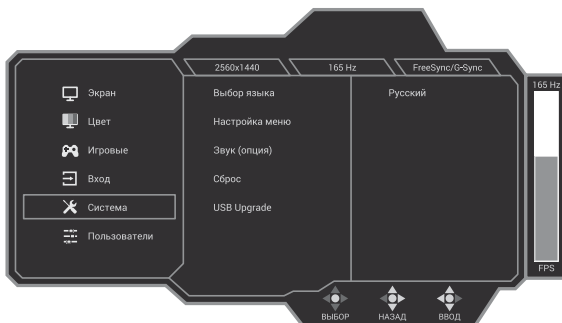 2560x1440
165 Hz
FreeSync/G-Sync
165 Hz
Экран
Цвет
Игровые
Вход
Система
Пользователи
Выбор языка
Настройка меню
Звук (опция)
Сброс
USB Upgrade
Русский
FPS
ВЫБОР
НАЗАД
ВВОД